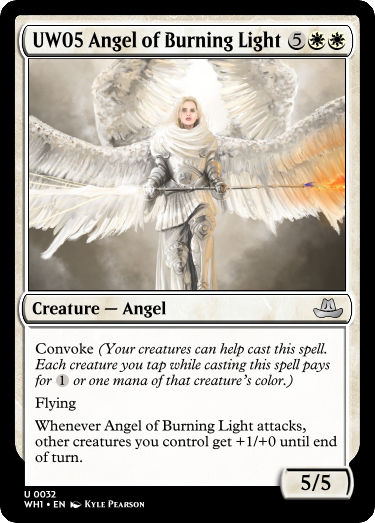 UW05 Angel of Burning Light 5
Creature — Angel
Convoke (Your creatures can help cast this spell.
Each creature you tap while casting this spell pays
for 1 or one mana of that creature's color.)
Flying
Whenever Angel of Burning Light attacks,
other creatures you control get +1/+0 until end
of turn.
5/5
U 0032
WH1 • EN Kyle Pearson